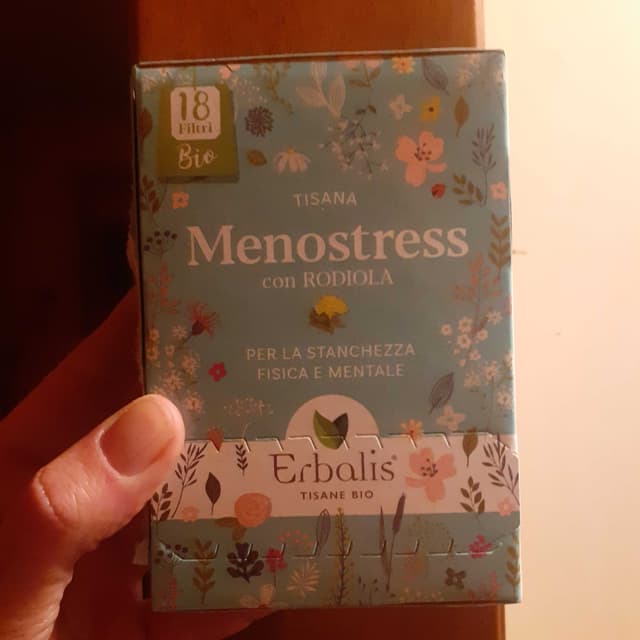 18
Filtri
Bio
TISANA
Menostress
con RODIOLA
PER LA STANCHEZZA
FISICA E MENTALE
Erbalis®
TISANE BIO